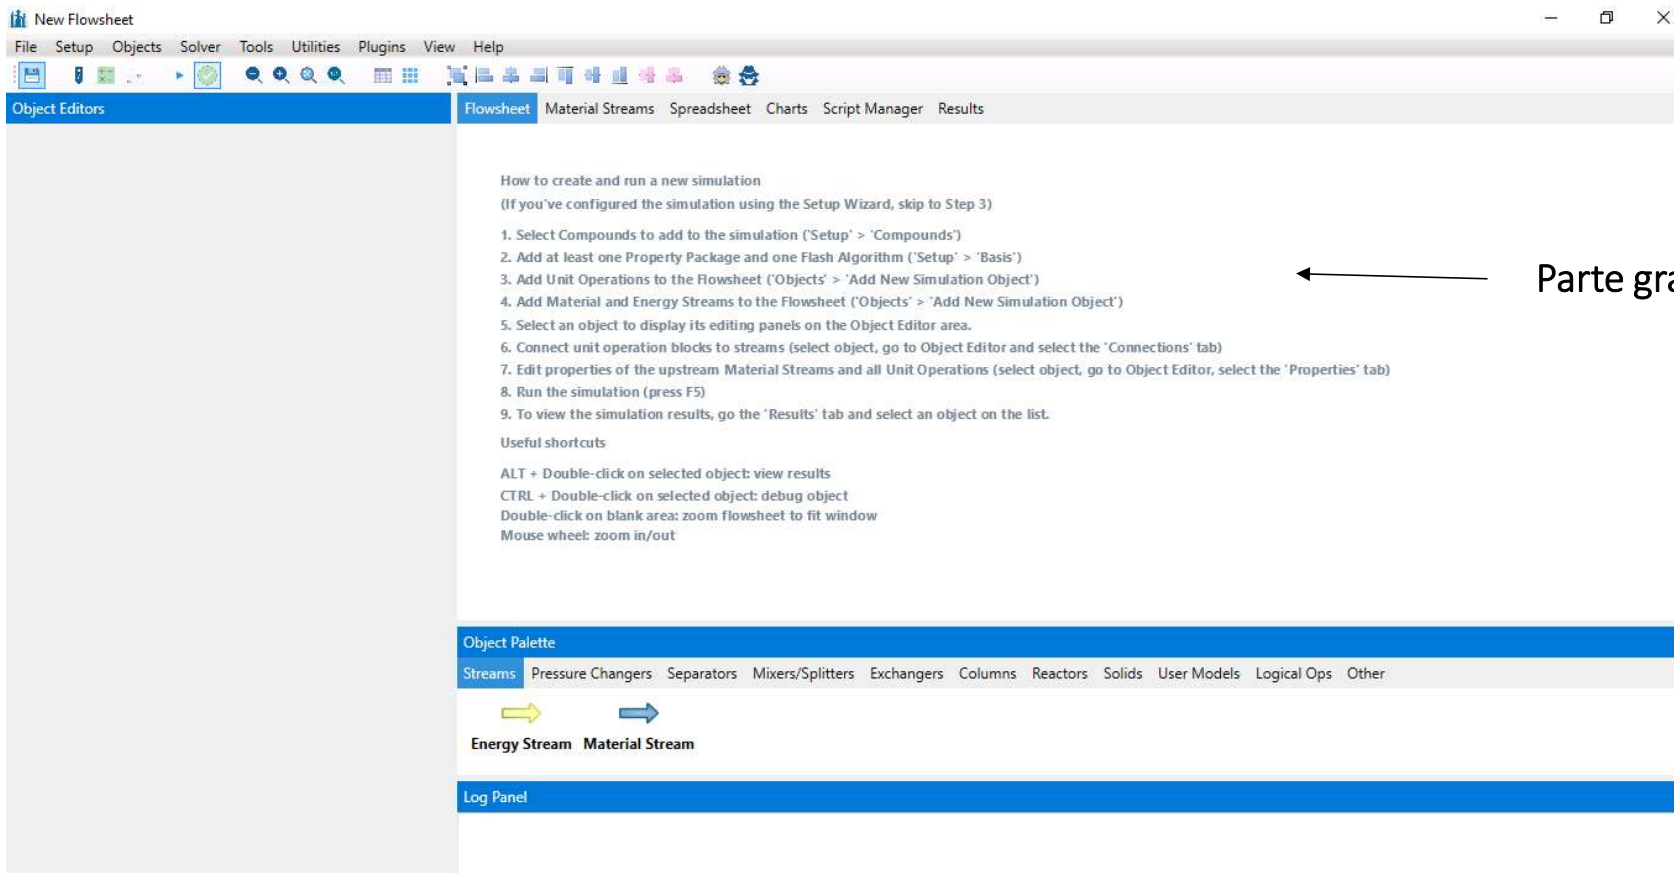 New Flowsheet
File Setup Objects Solver Tools Utilities Plugins View Help
Object Editors
Flowsheet Material Streams Spreadsheet Charts Script Manager Results
How to create and run a new simulation
(If you've configured the simulation using the Setup Wizard, skip to Step 3)
1. Select Compounds to add to the simulation ('Setup' > 'Compounds')
2. Add at least one Property Package and one Flash Algorithm ('Setup' > 'Basis')
3. Add Unit Operations to the Flowsheet ('Objects' > 'Add New Simulation Object')
4. Add Material and Energy Streams to the Flowsheet ('Objects' > 'Add New Simulation Object')
5. Select an object to display its editing panels on the Object Editor area.
6. Connect unit operation blocks to streams (select object, go to Object Editor and select the 'Connections' tab)
7. Edit properties of the upstream Material Streams and all Unit Operations (select object, go to Object Editor, select the 'Properties' tab)
8. Run the simulation (press F5)
9. To view the simulation results, go the 'Results' tab and select an object on the list.
Useful shortcuts
ALT + Double-click on selected object: view results
CTRL + Double-click on selected object: debug object
Double-click on blank area: zoom flowsheet to fit window
Mouse wheel: zoom in/out
Parte gra
Object Palette
Streams Pressure Changers Separators Mixers/Splitters Exchangers Columns Reactors Solids User Models Logical Ops Other
Energy Stream Material Stream
Log Panel